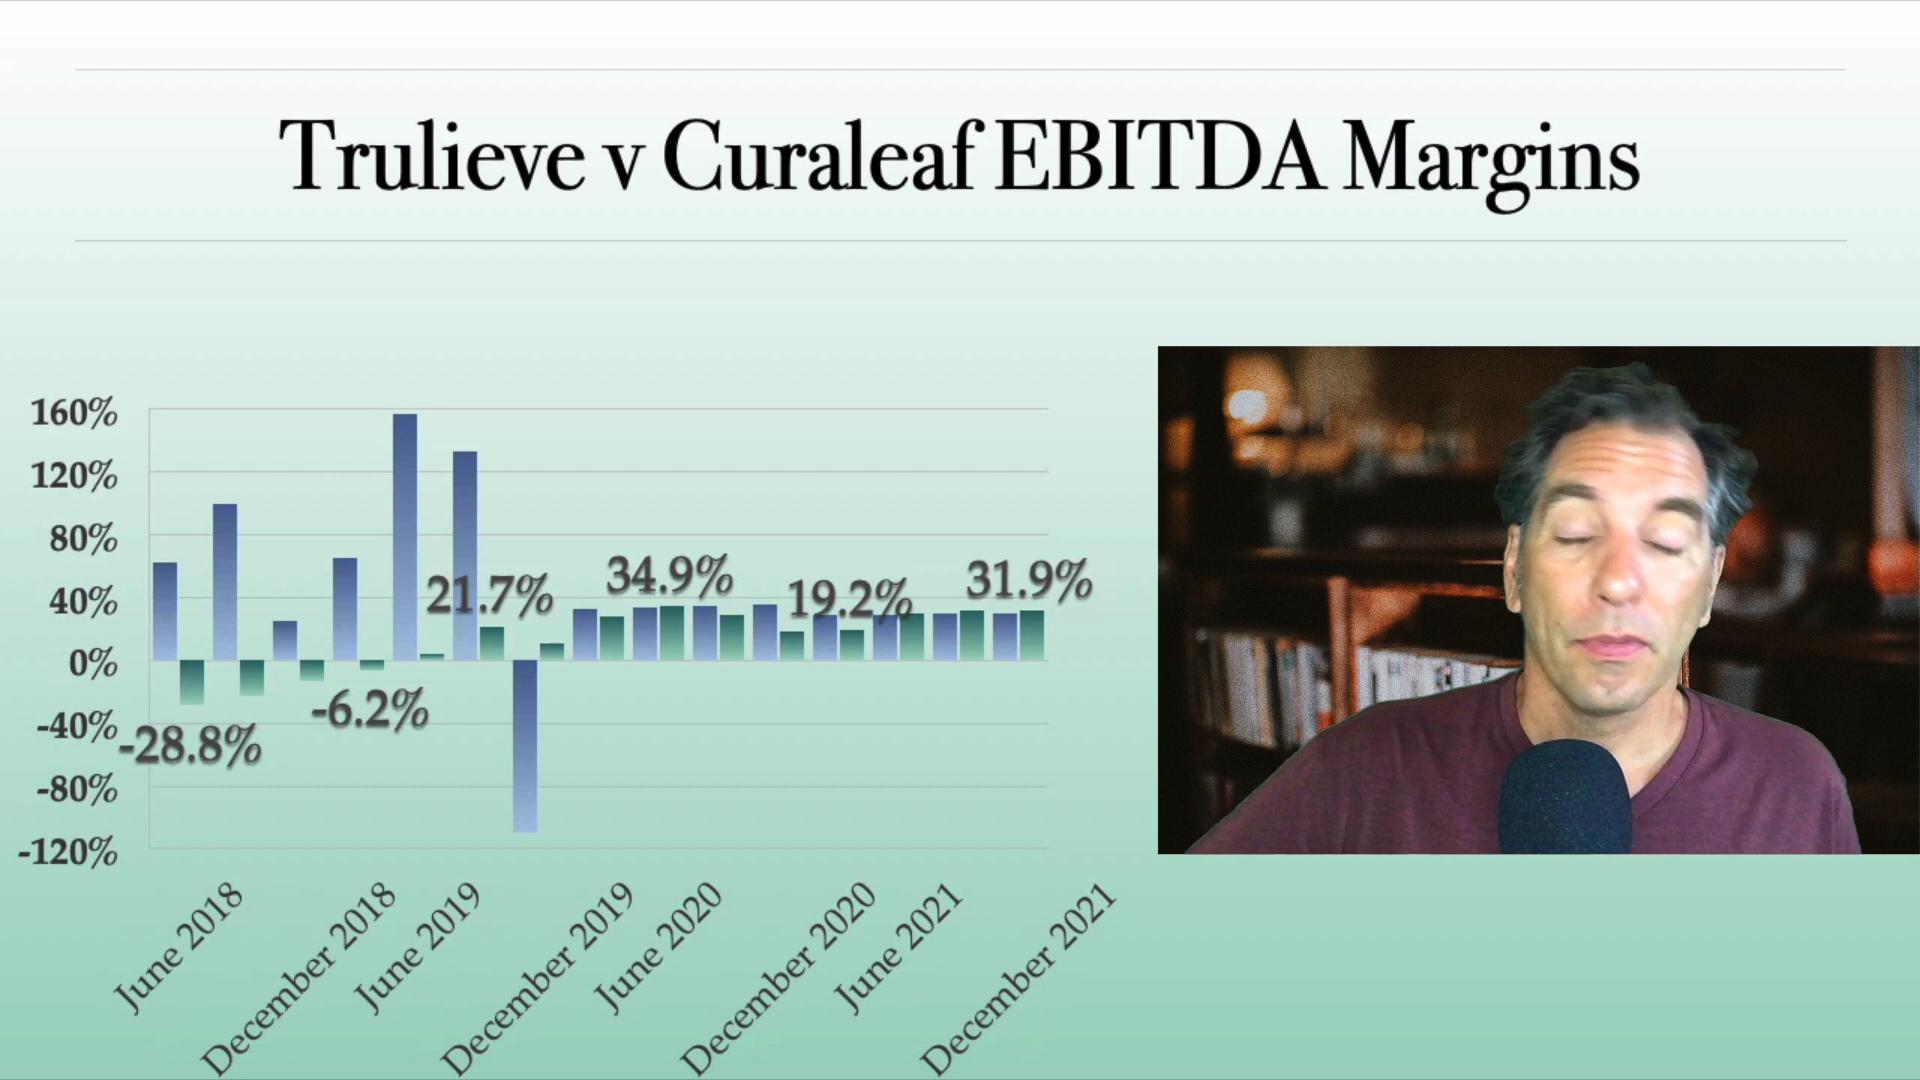 Trulieve v Curaleaf EBITDA Margins
160%
120%
80%
40%
0%
-40%
-80%
-120%
-28.8%
-6.2%
21.7%
34.9%
19.2%
31.9%
June 2018
December 2018
June 2019
December 2019
June 2020
December 2020
June 2021
December 2021